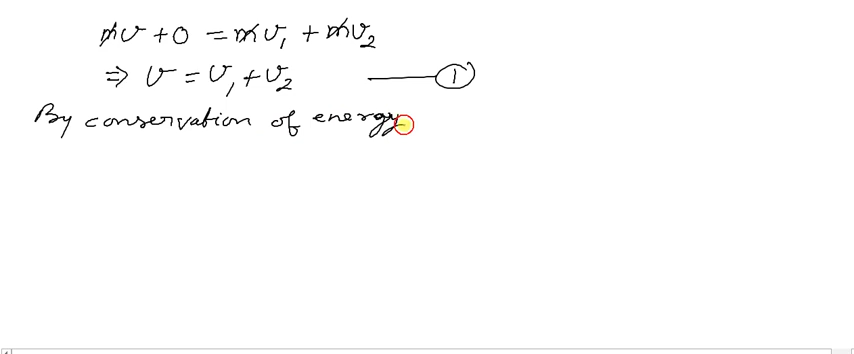 mv + 0 = mv₁ + mv₂
⇒ v = v₁ + v₂ ——— ①
By conservation of energy